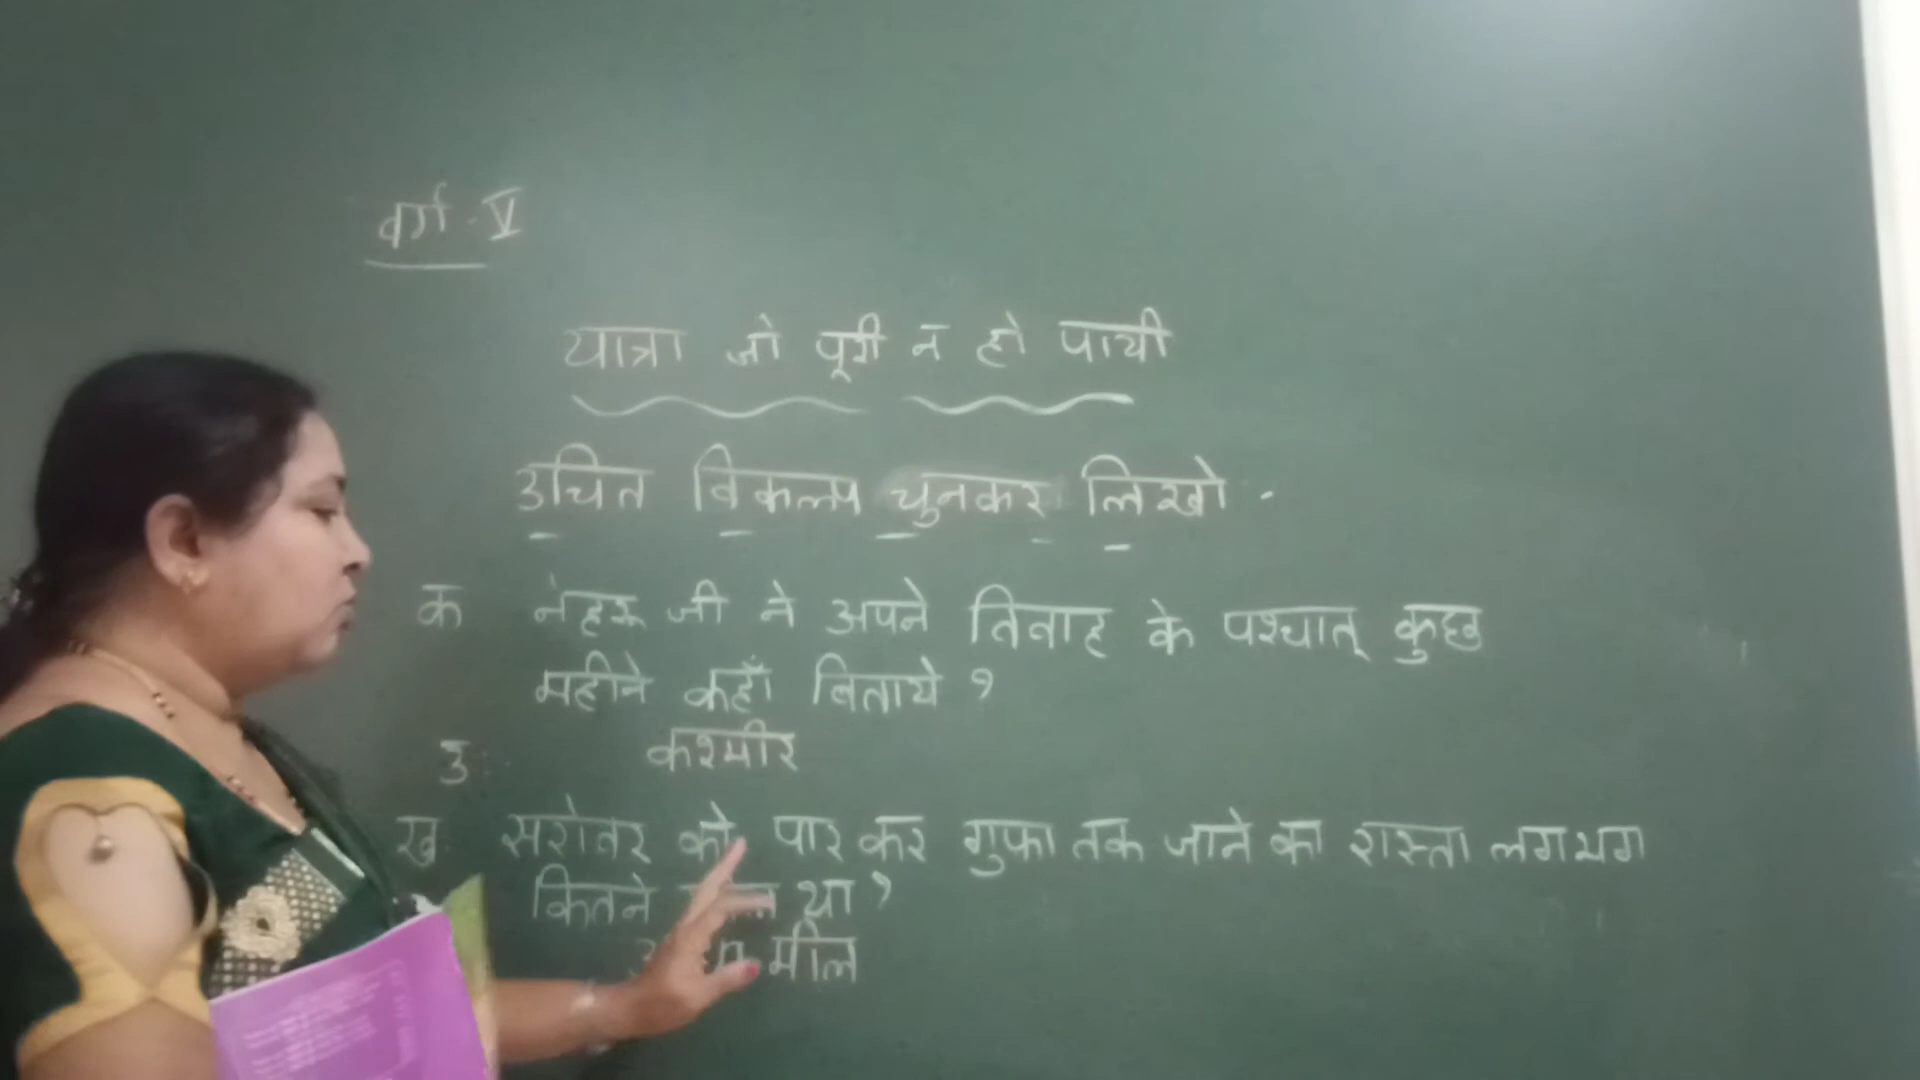 वर्ग - V
यात्रा जो पूरी न हो पायी
उचित विकल्प चुनकर लिखो -
क नेहरू जी ने अपने विवाह के पश्चात् कुछ
महीने कहाँ बिताये ?
उ: कश्मीर
ख सरोवर को पार कर गुफा तक जाने का रास्ता लगभग
कितने था ?
मील